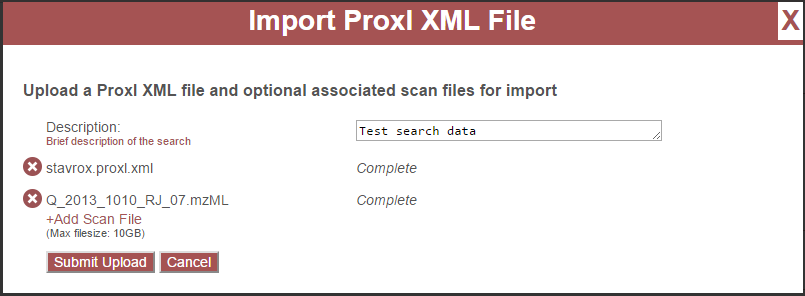 Import Proxl XML File
X
Upload a Proxl XML file and optional associated scan files for import
Description:
Test search data
Brief description of the search
stavrox.proxl.xml
Complete
Q_2013_1010_RJ_07.mzML
Complete
+Add Scan File
(Max filesize: 10GB)
Submit Upload
Cancel